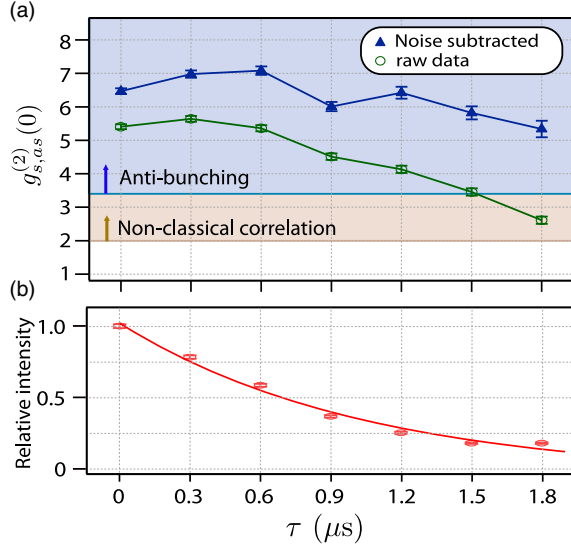 (a)
8
7
6
5
4
3
2
1
g_{s,as}^{(2)}(0)
Noise subtracted
raw data
Anti-bunching
Non-classical correlation
(b)
1.0
0.5
0
Relative intensity
0 0.3 0.6 0.9 1.2 1.5 1.8
τ (μs)